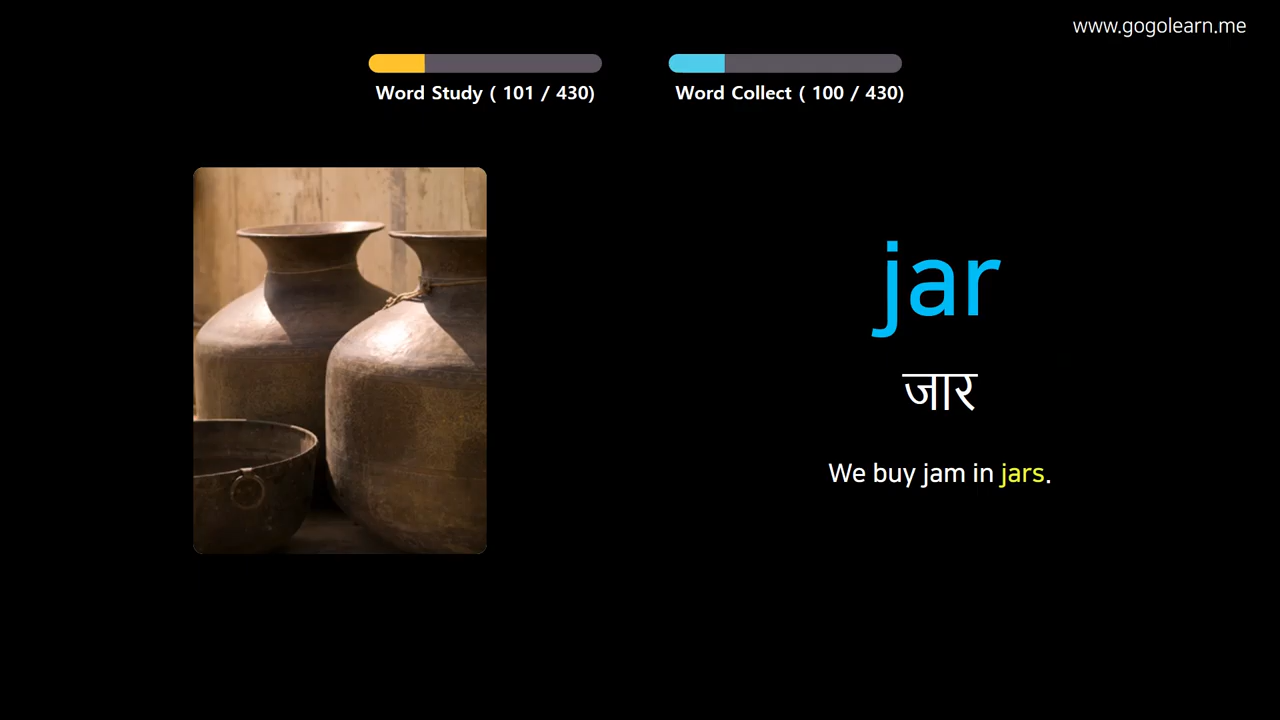 www.gogolearn.me
Word Study ( 101 / 430)
Word Collect ( 100 / 430)
jar
जार
We buy jam in jars.